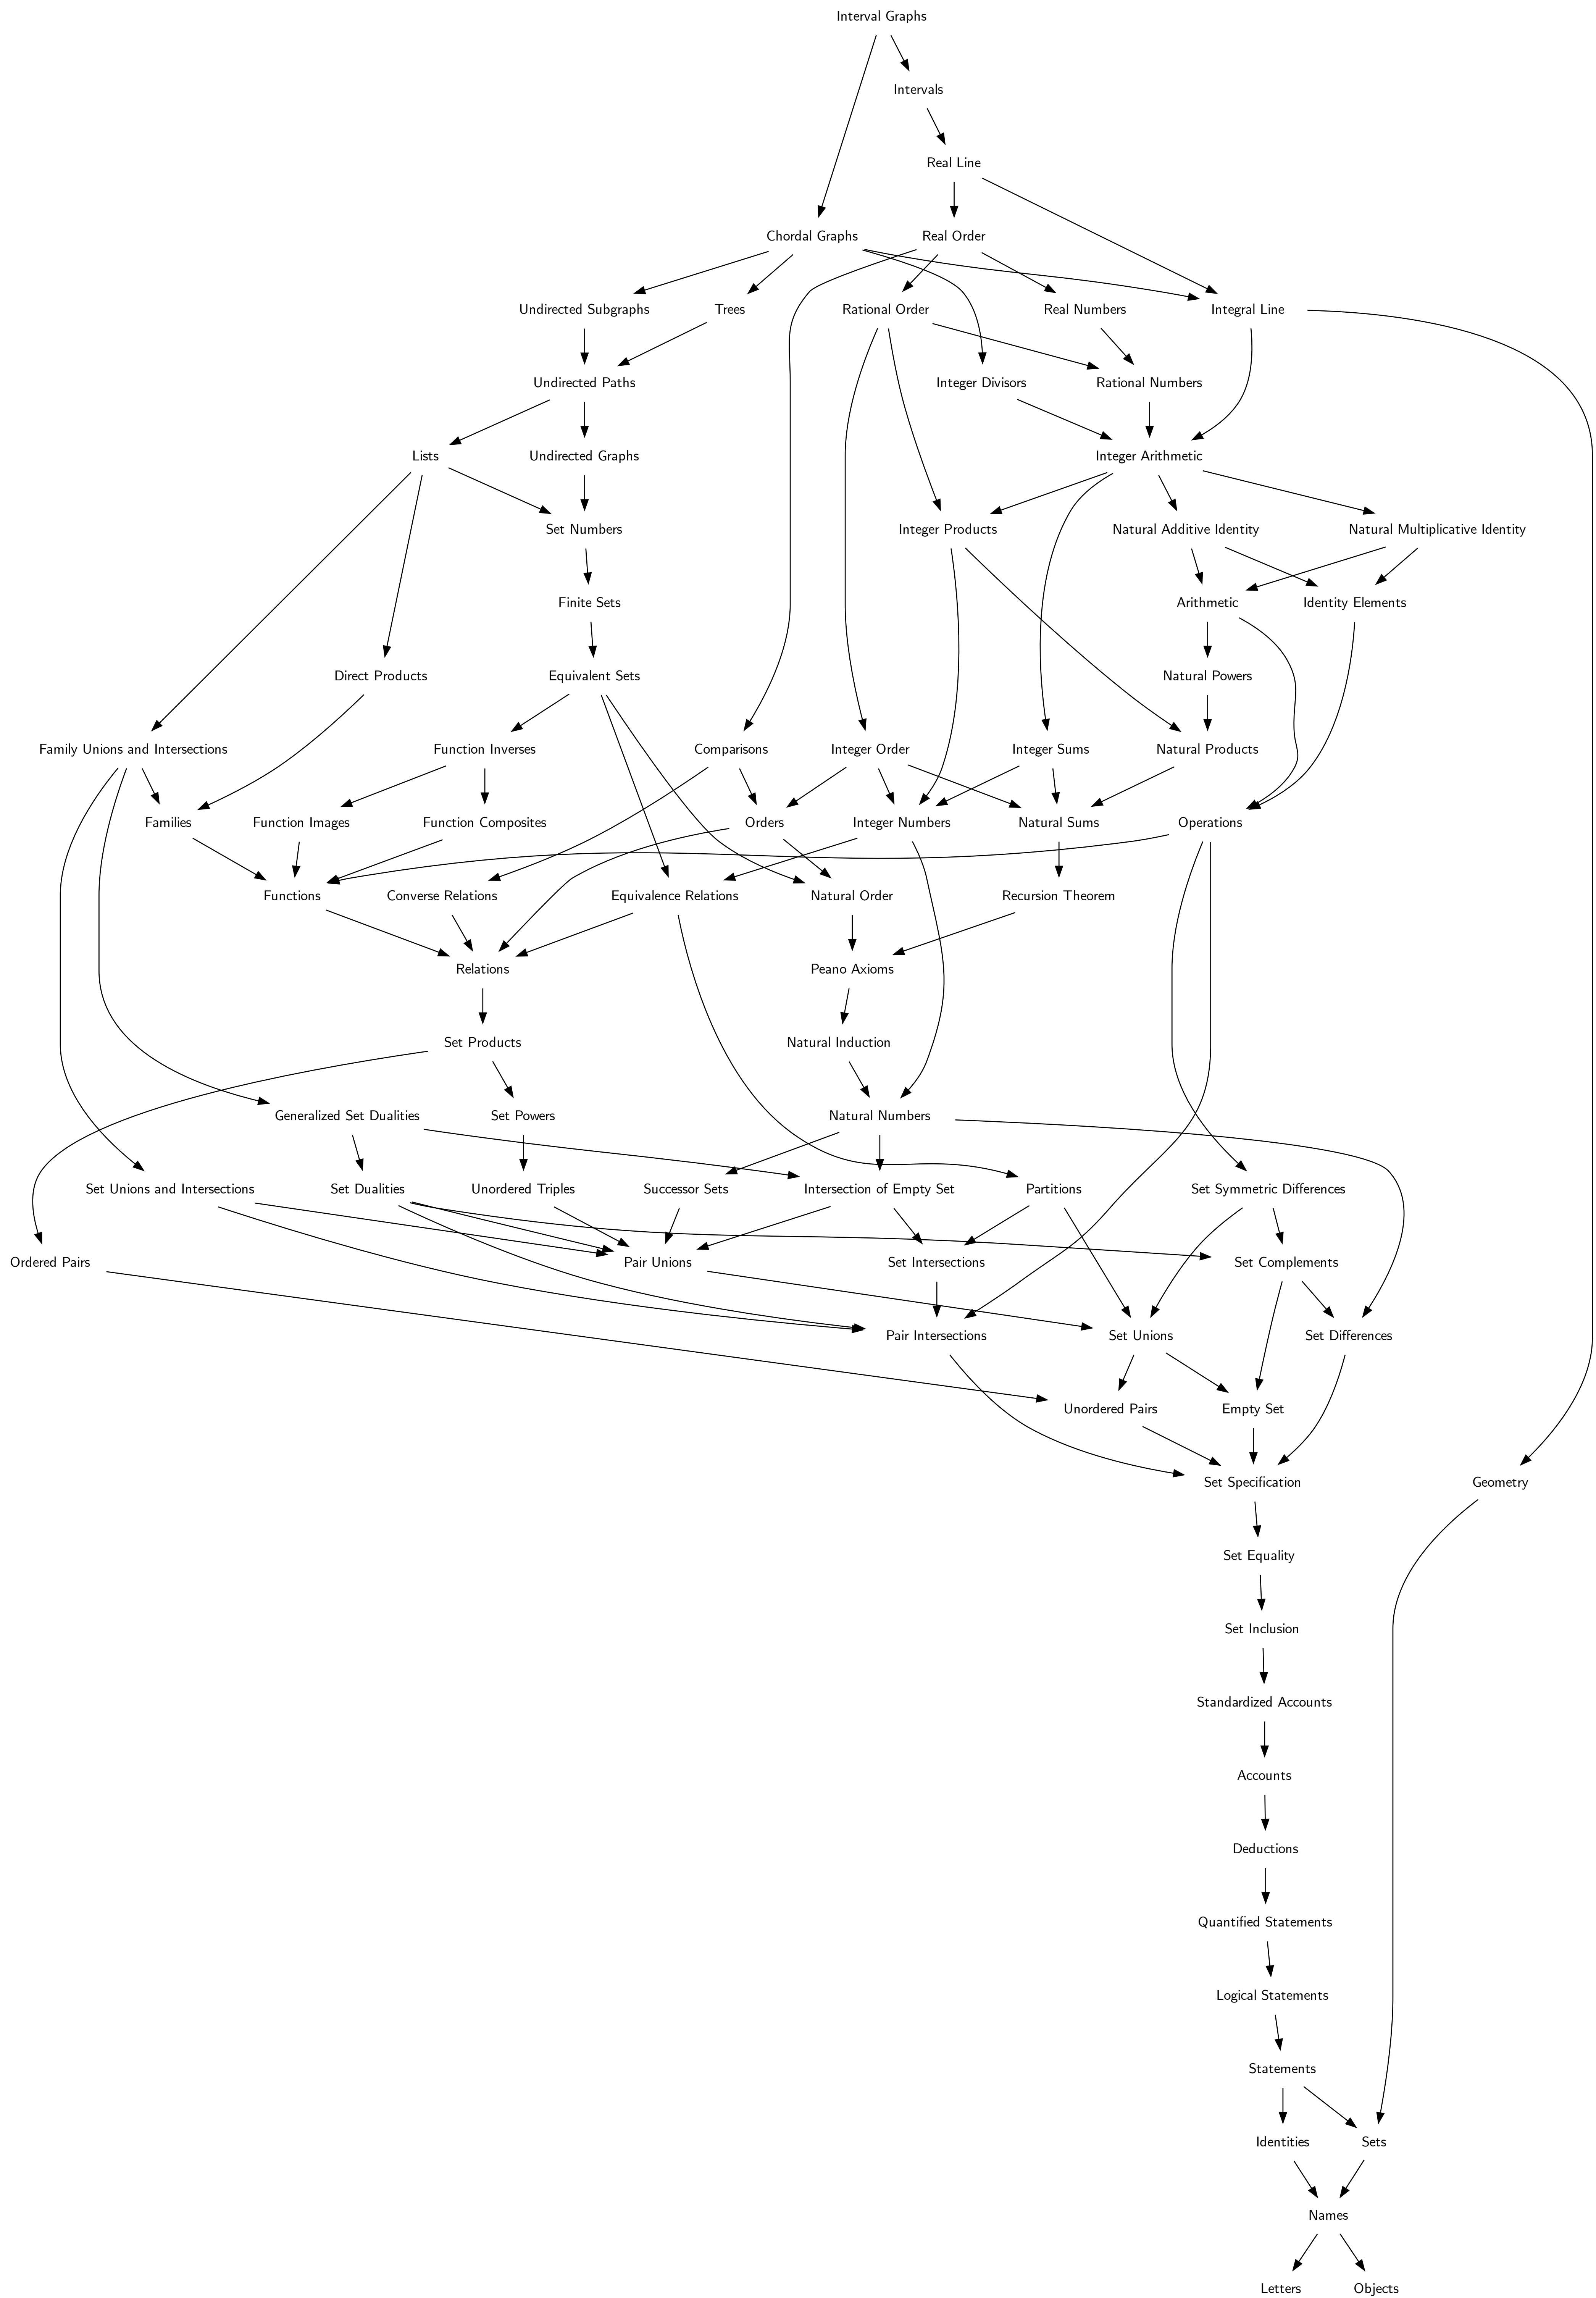 Interval Graphs
Intervals
Real Line
Chordal Graphs
Real Order
Undirected Subgraphs
Trees
Rational Order
Real Numbers
Integral Line
Undirected Paths
Integer Divisors
Rational Numbers
Lists
Undirected Graphs
Integer Arithmetic
Set Numbers
Integer Products
Natural Additive Identity
Natural Multiplicative Identity
Finite Sets
Arithmetic
Identity Elements
Direct Products
Equivalent Sets
Natural Powers
Family Unions and Intersections
Function Inverses
Comparisons
Integer Order
Integer Sums
Natural Products
Families
Function Images
Function Composites
Orders
Integer Numbers
Natural Sums
Operations
Functions
Converse Relations
Equivalence Relations
Natural Order
Recursion Theorem
Relations
Peano Axioms
Set Products
Natural Induction
Generalized Set Dualities
Set Powers
Natural Numbers
Set Unions and Intersections
Set Dualities
Unordered Triples
Successor Sets
Intersection of Empty Set
Partitions
Set Symmetric Differences
Ordered Pairs
Pair Unions
Set Intersections
Set Complements
Pair Intersections
Set Unions
Set Differences
Unordered Pairs
Empty Set
Set Specification
Geometry
Set Equality
Set Inclusion
Standardized Accounts
Accounts
Deductions
Quantified Statements
Logical Statements
Statements
Identities
Sets
Names
Letters
Objects